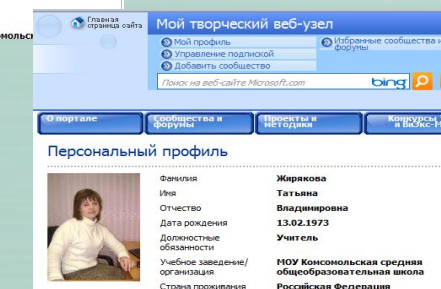 Главная
страница сайта
Мой творческий веб-узел
Мой профиль
Управление подпиской
Добавить сообщество
Избранные сообщества и
форумы
Поиск на веб-сайте Microsoft.com
bing
О портале
Сообщества и
форумы
Проекты и
методики
Конкурсы
Персональный профиль
Фамилия Жирякова
Имя Татьяна
Отчество Владимировна
Дата рождения 13.02.1973
Должностные Учитель
обязанности
Учебное заведение/ МОУ Комсомольская средняя
организация общеобразовательная школа
Страна проживания Российская Федерация